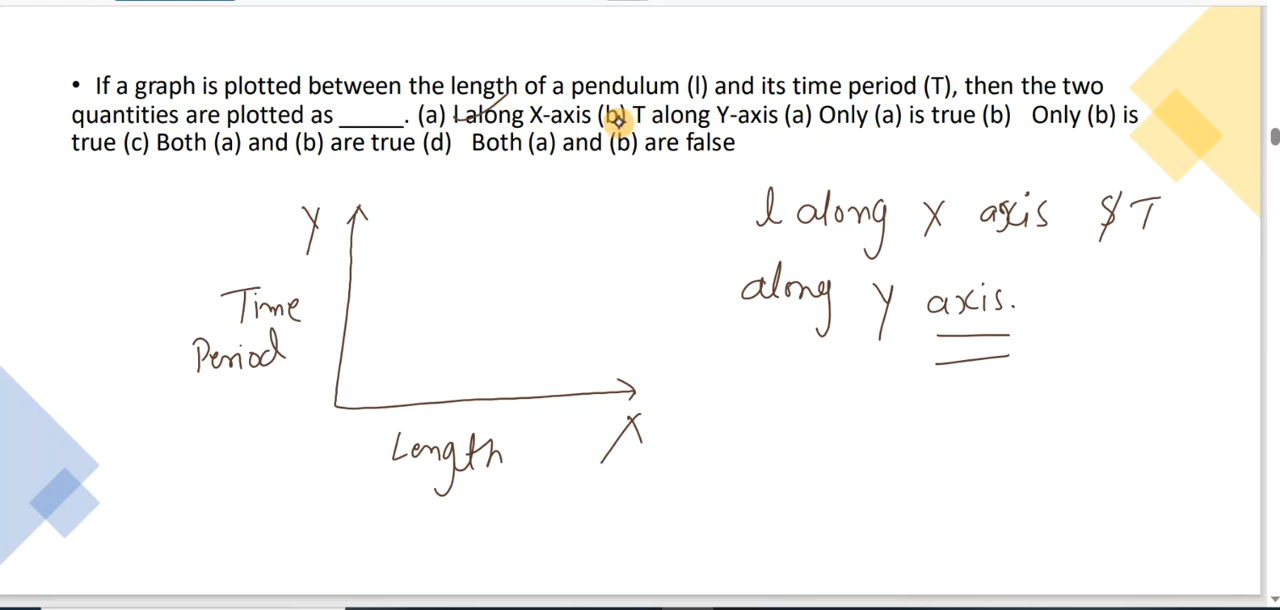 • If a graph is plotted between the length of a pendulum (l) and its time period (T), then the two
quantities are plotted as _____. (a) L along X-axis (b) T along Y-axis (a) Only (a) is true (b) Only (b) is
true (c) Both (a) and (b) are true (d) Both (a) and (b) are false
Y
l along X axis & T
along Y axis.
Time
Period
Length
X